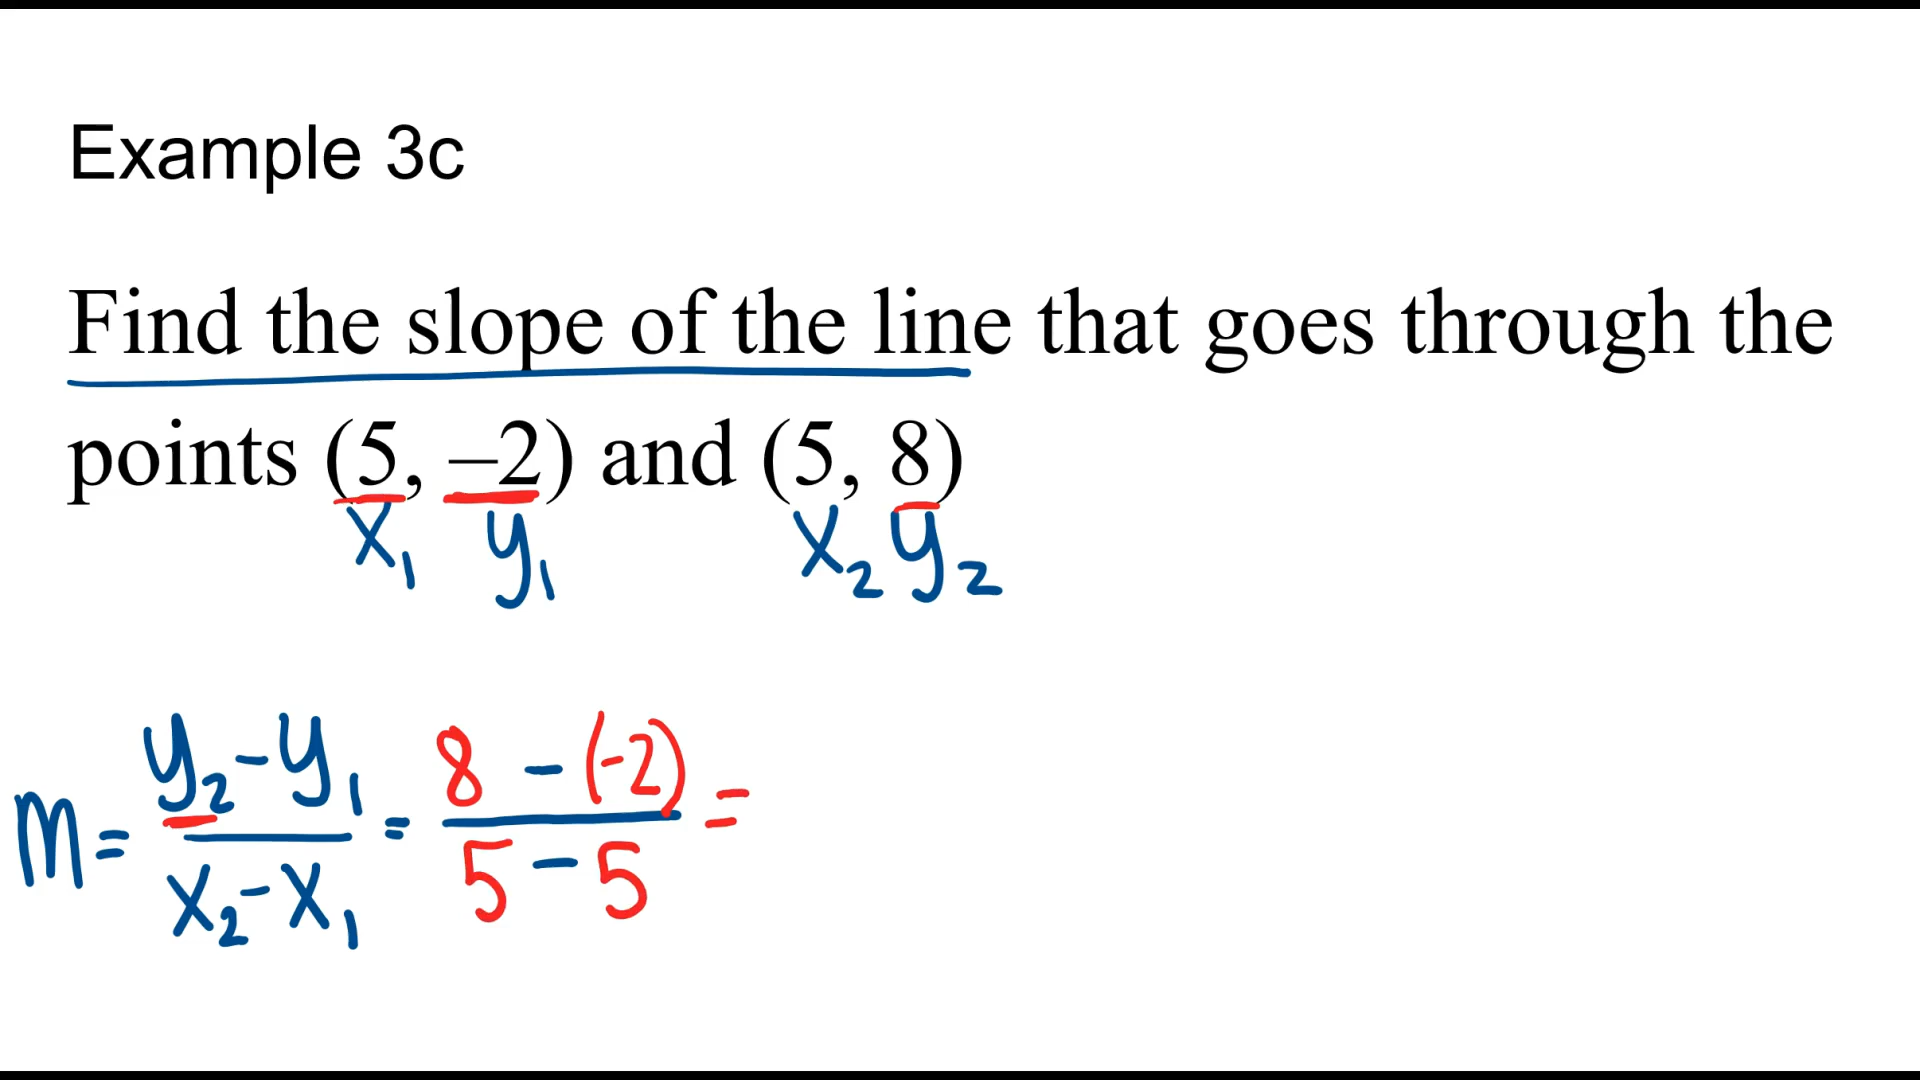 Example 3c
Find the slope of the line that goes through the
points (5, –2) and (5, 8)
x₁ y₁ x₂ y₂
m = (y₂ - y₁)/(x₂ - x₁) = (8 - (-2))/(5 - 5) =